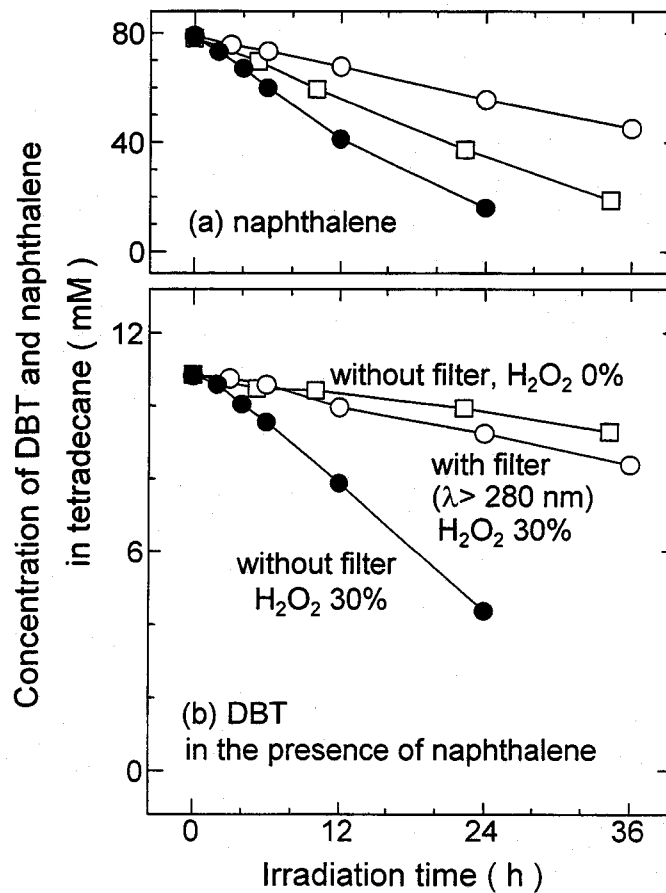 Concentration of DBT and naphthalene
in tetradecane ( mM )
80
40
0
(a) naphthalene
12
6
0
without filter, H₂O₂ 0%
with filter
(λ> 280 nm)
H₂O₂ 30%
without filter
H₂O₂ 30%
(b) DBT
in the presence of naphthalene
0 12 24 36
Irradiation time ( h )